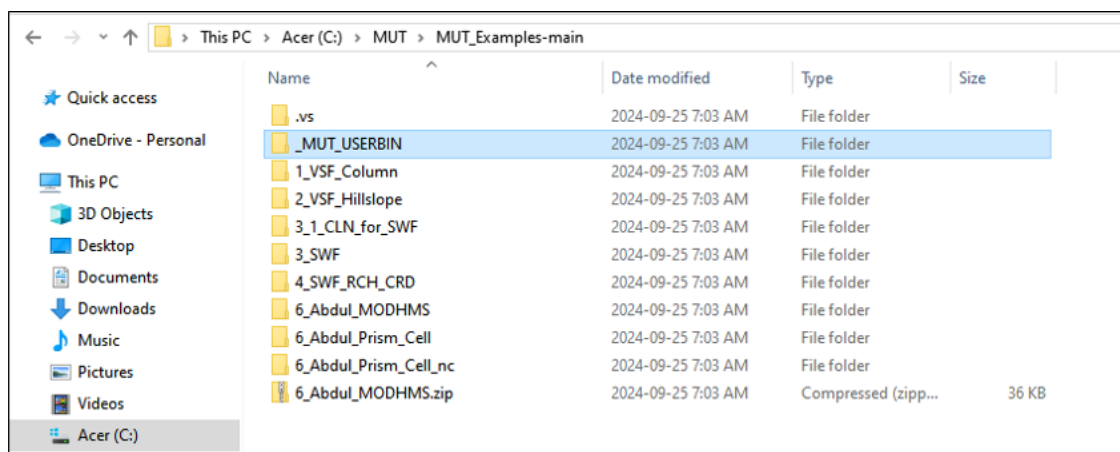 This PC > Acer (C:) > MUT > MUT_Examples-main
Name Date modified Type Size
Quick access
OneDrive - Personal
This PC
3D Objects
Desktop
Documents
Downloads
Music
Pictures
Videos
Acer (C:)
.vs 2024-09-25 7:03 AM File folder
_MUT_USERBIN 2024-09-25 7:03 AM File folder
1_VSF_Column 2024-09-25 7:03 AM File folder
2_VSF_Hillslope 2024-09-25 7:03 AM File folder
3_1_CLN_for_SWF 2024-09-25 7:03 AM File folder
3_SWF 2024-09-25 7:03 AM File folder
4_SWF_RCH_CRD 2024-09-25 7:03 AM File folder
6_Abdul_MODHMS 2024-09-25 7:03 AM File folder
6_Abdul_Prism_Cell 2024-09-25 7:03 AM File folder
6_Abdul_Prism_Cell_nc 2024-09-25 7:03 AM File folder
6_Abdul_MODHMS.zip 2024-09-25 7:03 AM Compressed (zipp... 36 KB